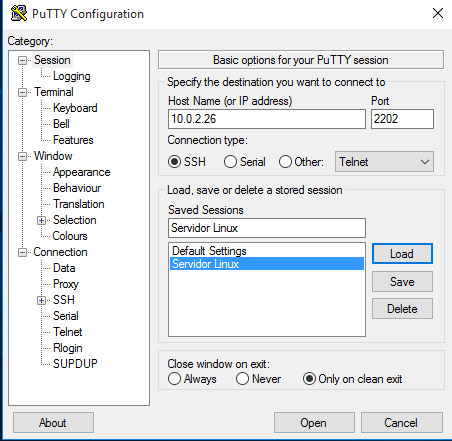 PuTTY Configuration
Category:
Session
Logging
Terminal
Keyboard
Bell
Features
Window
Appearance
Behaviour
Translation
Selection
Colours
Connection
Data
Proxy
SSH
Serial
Telnet
Rlogin
SUPDUP
Basic options for your PuTTY session
Specify the destination you want to connect to
Host Name (or IP address) Port
10.0.2.26 2202
Connection type:
SSH Serial Other: Telnet
Load, save or delete a stored session
Saved Sessions
Servidor Linux
Default Settings
Servidor Linux
Load
Save
Delete
Close window on exit:
Always Never Only on clean exit
About Open Cancel